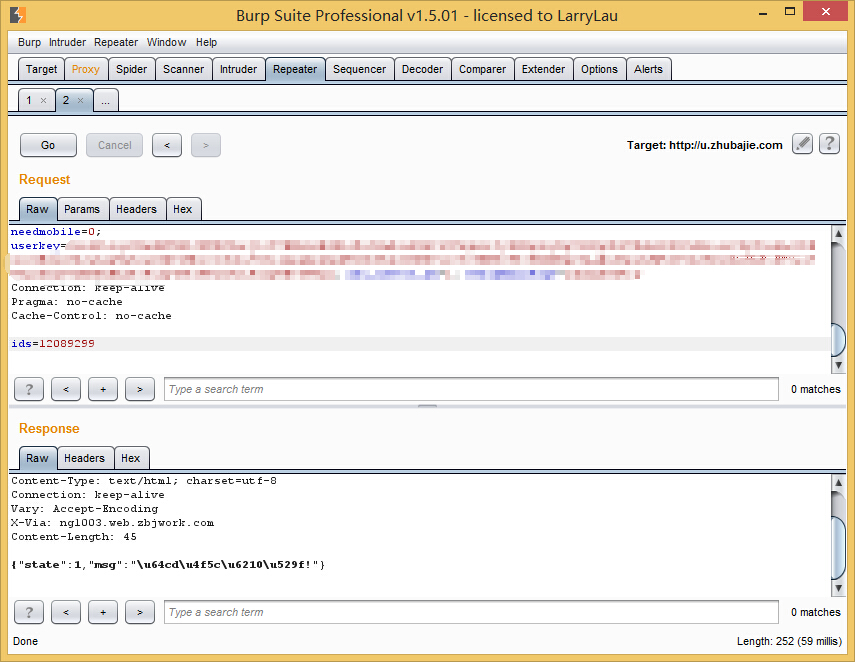 Burp Suite Professional v1.5.01 - licensed to LarryLau
Burp Intruder Repeater Window Help
Target Proxy Spider Scanner Intruder Repeater Sequencer Decoder Comparer Extender Options Alerts
1 × 2 × ...
Go Cancel < > Target: http://u.zhubajie.com ?
Request
Raw Params Headers Hex
needmobile=0;
userkey=
Connection: keep-alive
Pragma: no-cache
Cache-Control: no-cache
ids=12089299
? < + > Type a search term 0 matches
Response
Raw Headers Hex
Content-Type: text/html; charset=utf-8
Connection: keep-alive
Vary: Accept-Encoding
X-Via: ng1003.web.zbjwork.com
Content-Length: 45
{"state":1,"msg":"\u64cd\u4f5c\u6210\u529f!"}
? < + > Type a search term 0 matches
Done Length: 252 (59 millis)